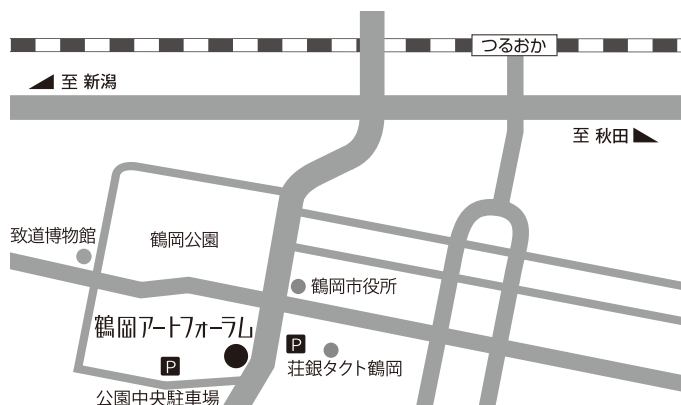 つるおか
至 新潟
至 秋田
致道博物館
鶴岡公園
鶴岡市役所
鶴岡アートフォーラム
P
P
荘銀タクト鶴岡
公園中央駐車場